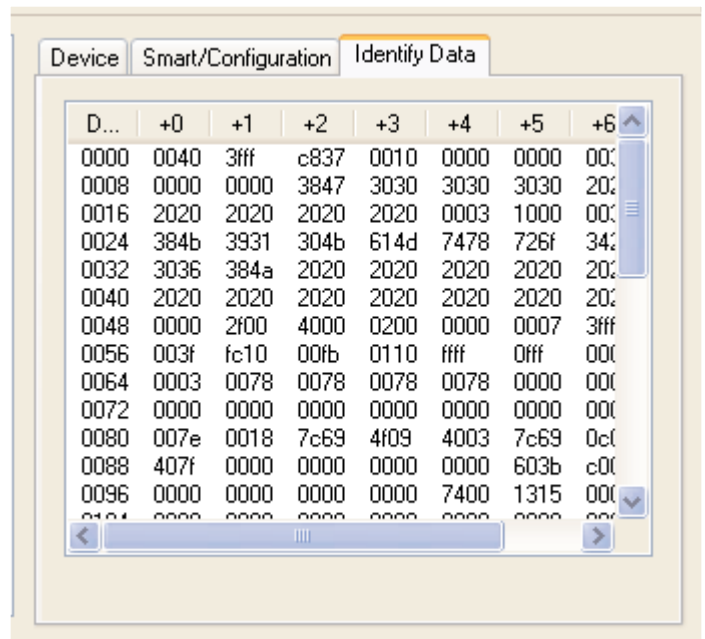 Device Smart/Configuration Identify Data
D... +0 +1 +2 +3 +4 +5 +6
0000 0040 3fff c837 0010 0000 0000
0008 0000 0000 3847 3030 3030 3030
0016 2020 2020 2020 2020 0003 1000
0024 384b 3931 304b 614d 7478 726f
0032 3036 384a 2020 2020 2020 2020
0040 2020 2020 2020 2020 2020 2020
0048 0000 2f00 4000 0200 0000 0007 3fff
0056 003f fc10 00fb 0110 ffff 0fff
0064 0003 0078 0078 0078 0078 0000
0072 0000 0000 0000 0000 0000 0000
0080 007e 0018 7c69 4f09 4003 7c69
0088 407f 0000 0000 0000 0000 603b
0096 0000 0000 0000 0000 7400 1315